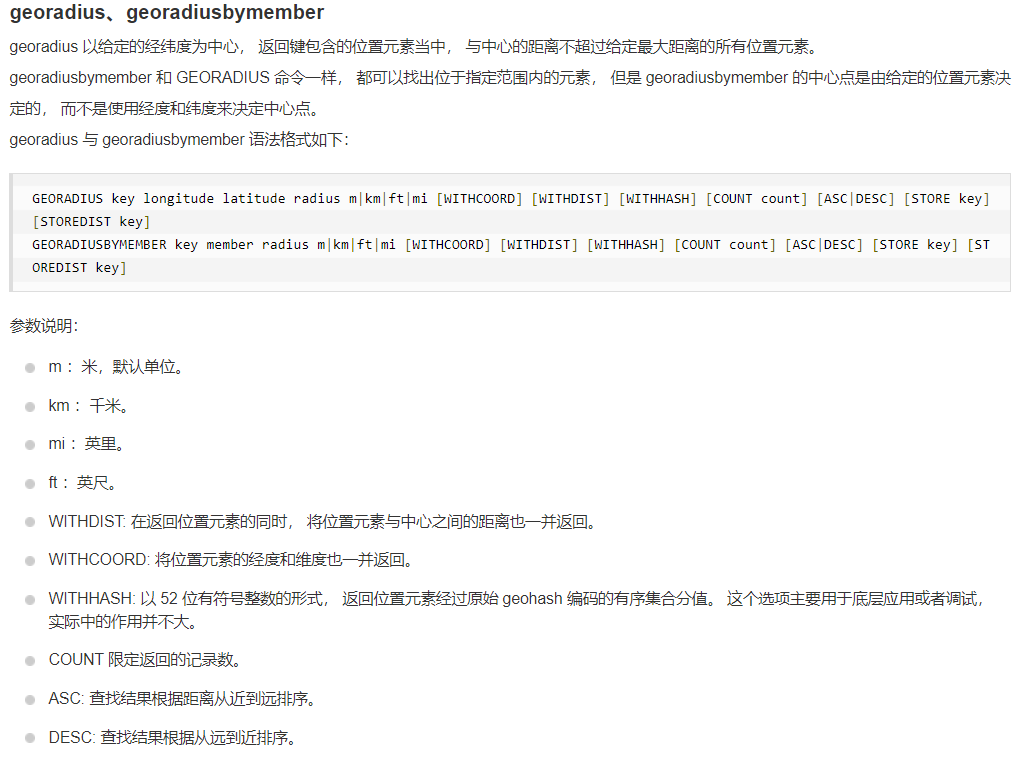 georadius、georadiusbymember
georadius 以给定的经纬度为中心， 返回键包含的位置元素当中， 与中心的距离不超过给定最大距离的所有位置元素。
georadiusbymember 和 GEORADIUS 命令一样， 都可以找出位于指定范围内的元素， 但是 georadiusbymember 的中心点是由给定的位置元素决
定的， 而不是使用经度和纬度来决定中心点。
georadius 与 georadiusbymember 语法格式如下：
GEORADIUS key longitude latitude radius m|km|ft|mi [WITHCOORD] [WITHDIST] [WITHHASH] [COUNT count] [ASC|DESC] [STORE key]
[STOREDIST key]
GEORADIUSBYMEMBER key member radius m|km|ft|mi [WITHCOORD] [WITHDIST] [WITHHASH] [COUNT count] [ASC|DESC] [STORE key] [ST
OREDIST key]
参数说明：
m ： 米，默认单位。
km ： 千米。
mi ： 英里。
ft ： 英尺。
WITHDIST: 在返回位置元素的同时， 将位置元素与中心之间的距离也一并返回。
WITHCOORD: 将位置元素的经度和维度也一并返回。
WITHHASH: 以 52 位有符号整数的形式， 返回位置元素经过原始 geohash 编码的有序集合分值。 这个选项主要用于底层应用或者调试，
实际中的作用并不大。
COUNT 限定返回的记录数。
ASC: 查找结果根据距离从近到远排序。
DESC: 查找结果根据从远到近排序。